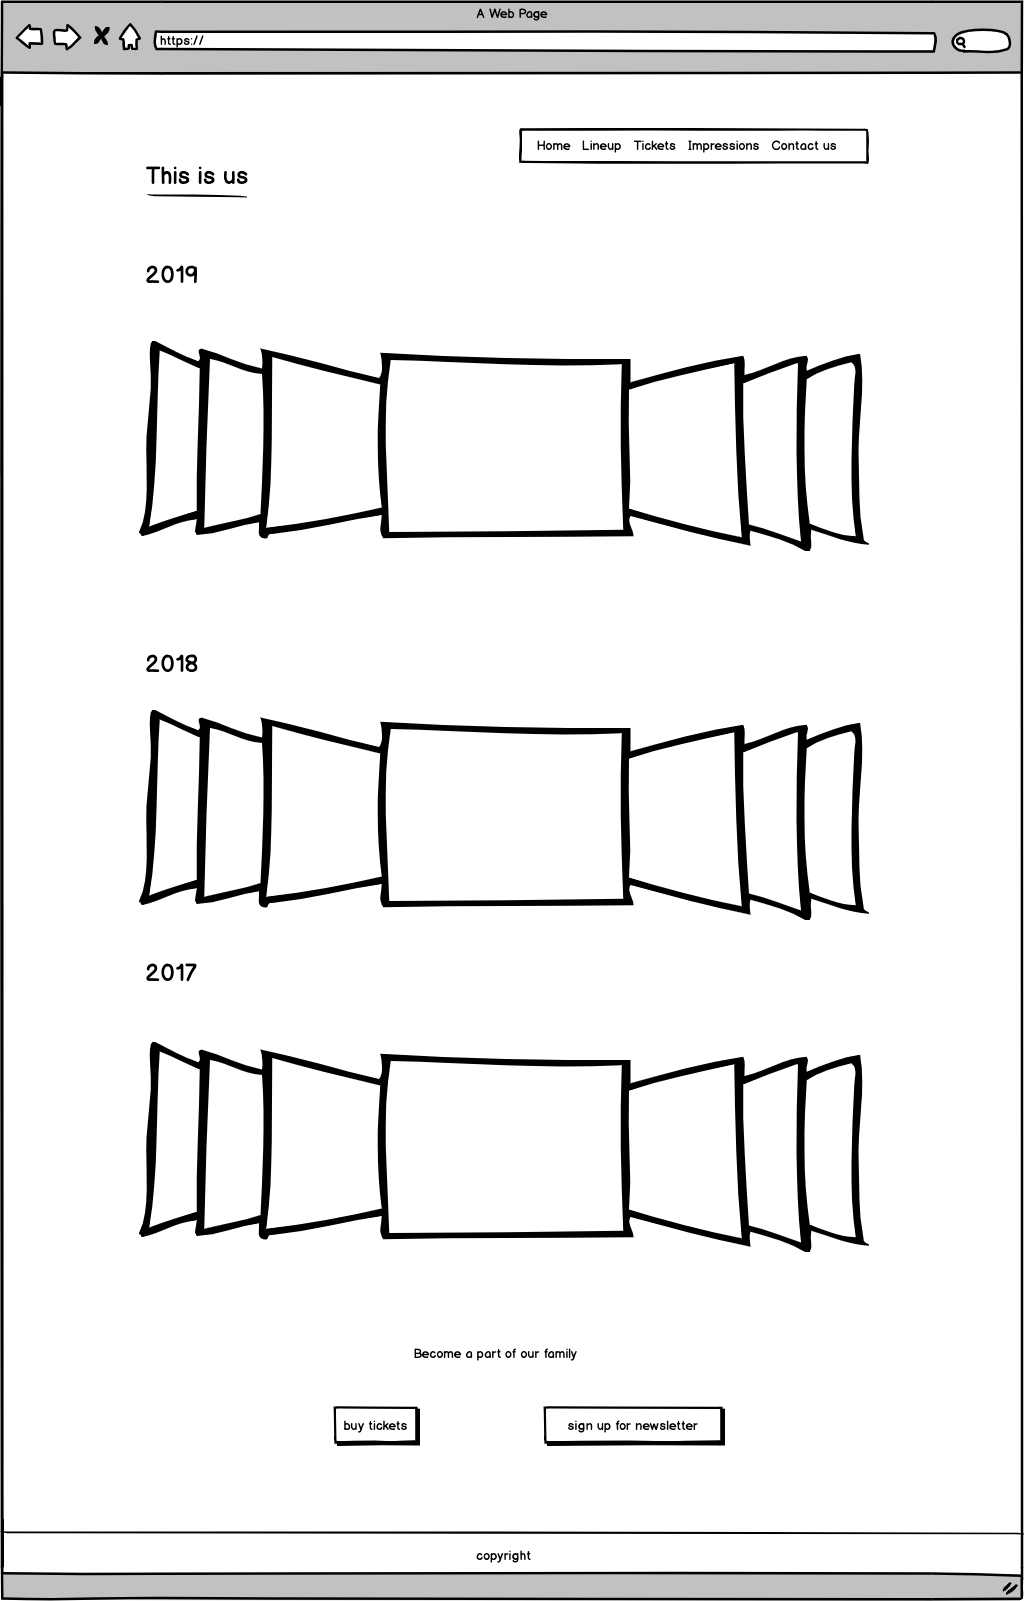 A Web Page
https://
Home Lineup Tickets Impressions Contact us
This is us
2019
2018
2017
Become a part of our family
buy tickets
sign up for newsletter
copyright